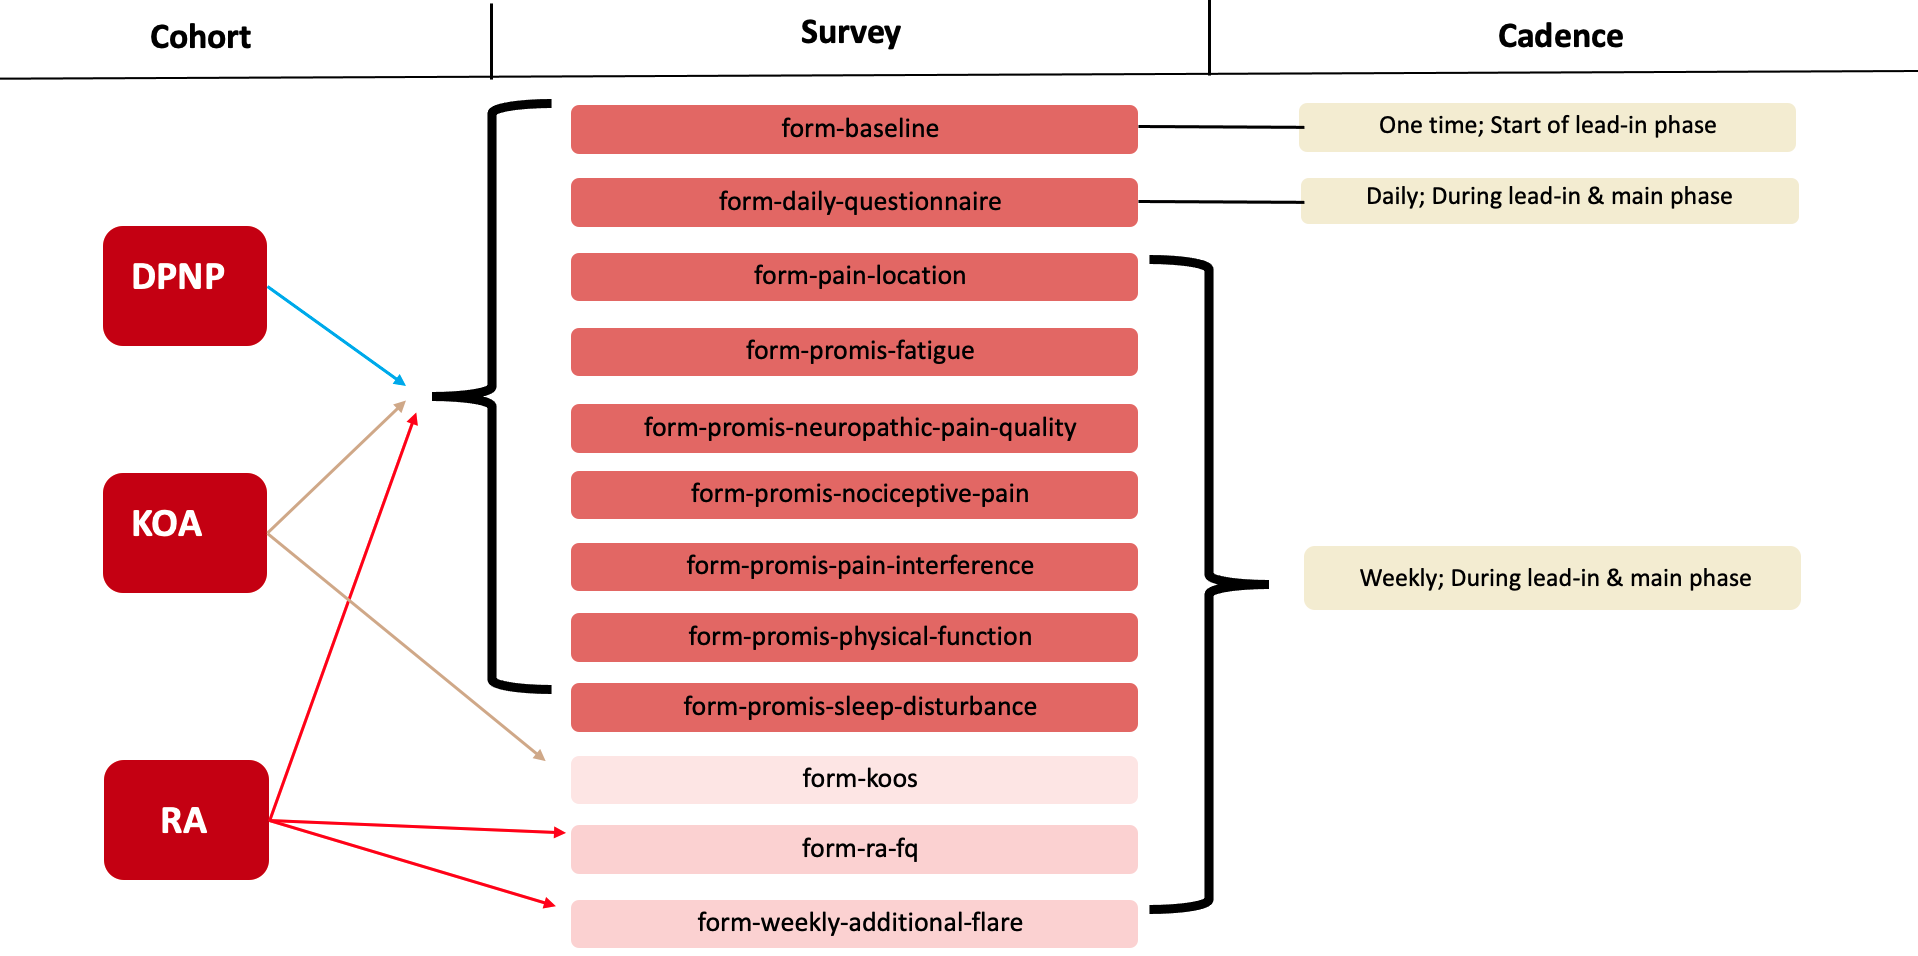 Cohort
Survey
Cadence
form-baseline
One time; Start of lead-in phase
form-daily-questionnaire
Daily; During lead-in & main phase
DPNP
form-pain-location
form-promis-fatigue
form-promis-neuropathic-pain-quality
form-promis-nociceptive-pain
KOA
form-promis-pain-interference
Weekly; During lead-in & main phase
form-promis-physical-function
form-promis-sleep-disturbance
form-koos
RA
form-ra-fq
form-weekly-additional-flare